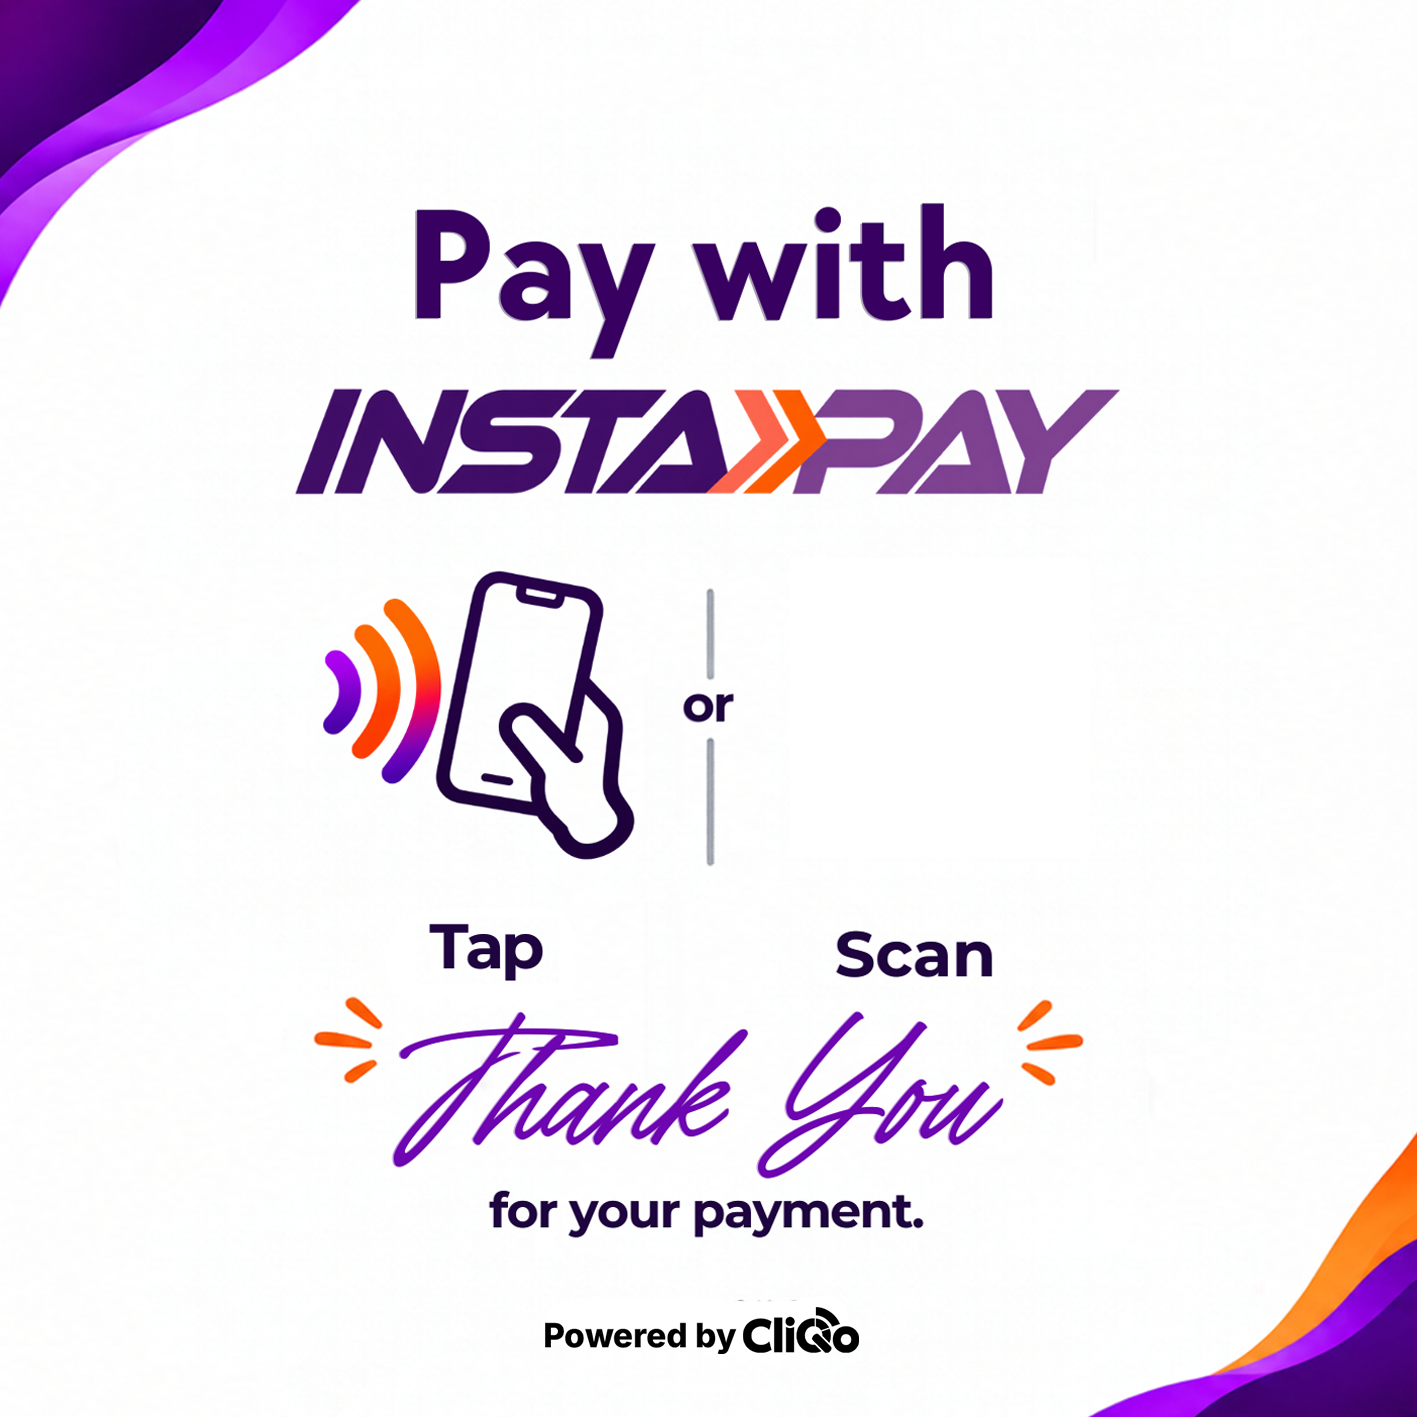 Pay with
INSTAPAY
or
Tap
Scan
Thank You
for your payment.
Powered by CliQo